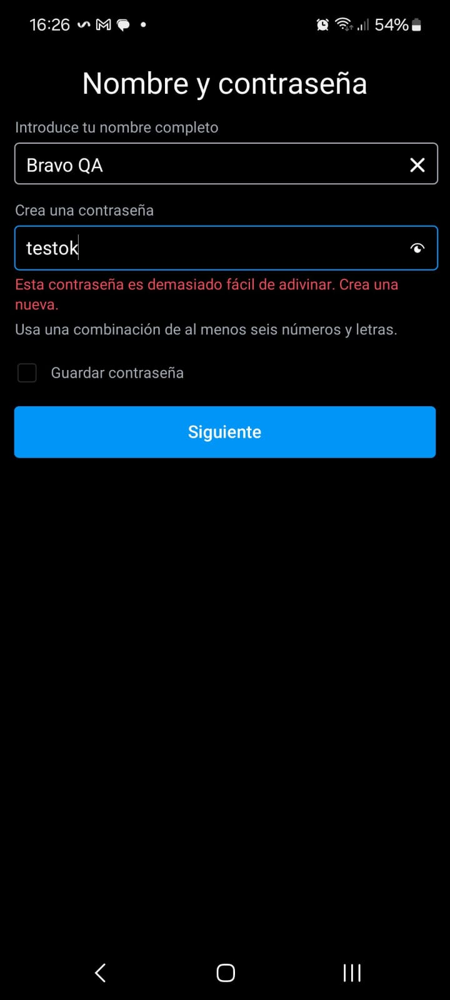 16:26
54%
Nombre y contraseña
Introduce tu nombre completo
Bravo QA
Crea una contraseña
testok
Esta contraseña es demasiado fácil de adivinar. Crea una
nueva.
Usa una combinación de al menos seis números y letras.
Guardar contraseña
Siguiente